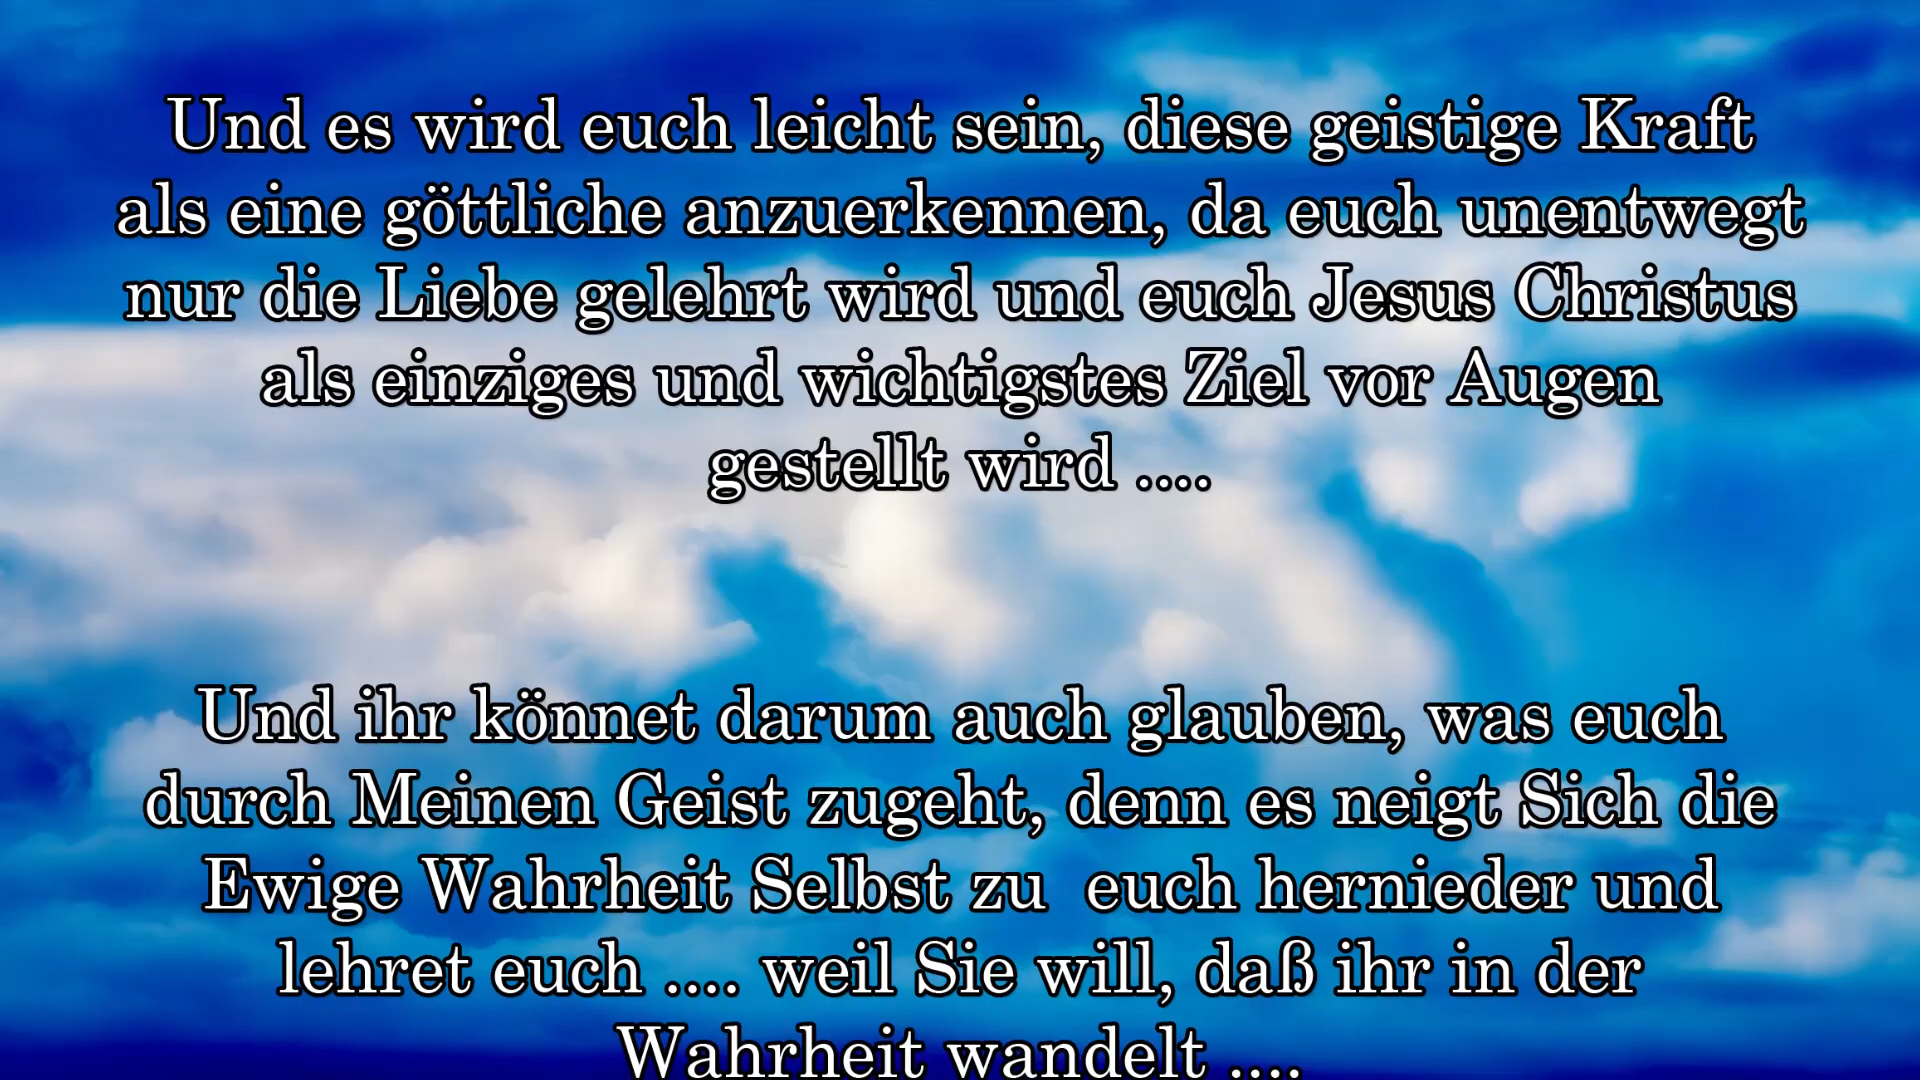 Und es wird euch leicht sein, diese geistige Kraft
als eine göttliche anzuerkennen, da euch unentwegt
nur die Liebe gelehrt wird und euch Jesus Christus
als einziges und wichtigstes Ziel vor Augen
gestellt wird ....
Und ihr könnet darum auch glauben, was euch
durch Meinen Geist zugeht, denn es neigt Sich die
Ewige Wahrheit Selbst zu  euch hernieder und
lehret euch .... weil Sie will, daß ihr in der
Wahrheit wandelt ....